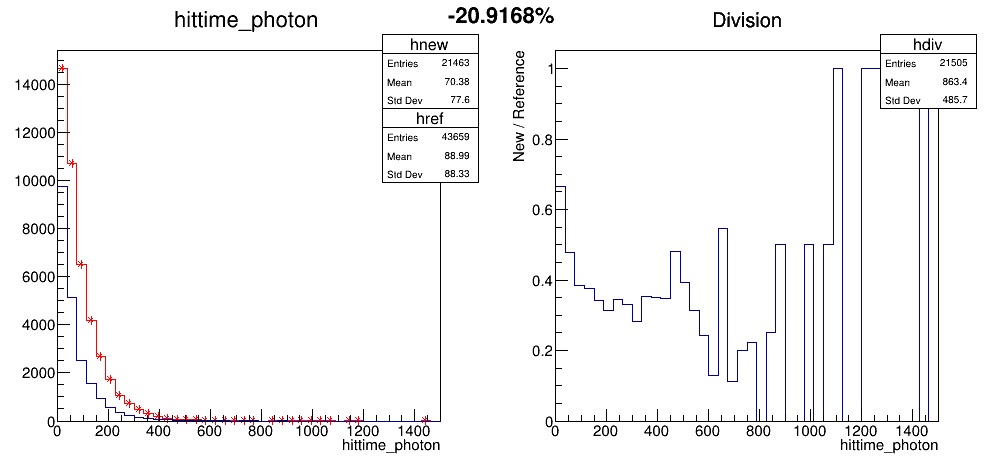 -20.9168%
hittime_photon
hnew
Entries 21463
Mean 70.38
Std Dev 77.6
href
Entries 43659
Mean 88.99
Std Dev 88.33
14000
12000
10000
8000
6000
4000
2000
0
0 200 400 600 800 1000 1200 1400
hittime_photon
Division
hdiv
Entries 21505
Mean 863.4
Std Dev 485.7
New / Reference
1
0.8
0.6
0.4
0.2
0
0 200 400 600 800 1000 1200 1400
hittime_photon